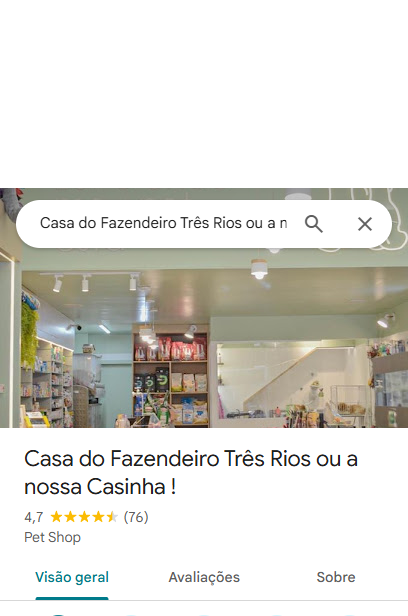 Casa do Fazendeiro Três Rios ou a n
Casa do Fazendeiro Três Rios ou a
nossa Casinha !
4,7 (76)
Pet Shop
Visão geral Avaliações Sobre